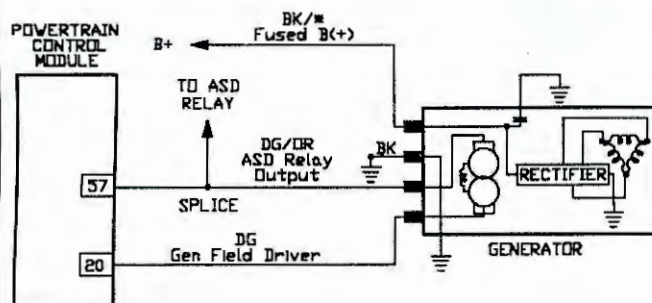 POWERTRAIN
CONTROL
MODULE
BK/*
Fused B(+)
B+
TO ASD
RELAY
BK
DG/OR
ASD Relay
Output
57
SPLICE
RECTIFIER
DG
Gen Field Driver
20
GENERATOR